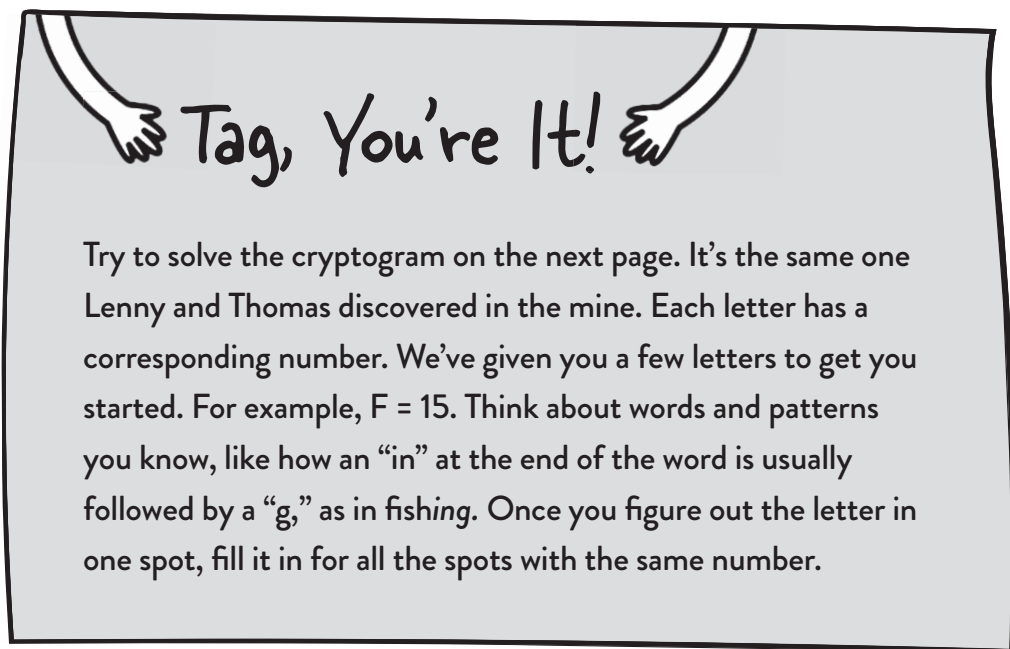 Tag, You're It!
Try to solve the cryptogram on the next page. It's the same one
Lenny and Thomas discovered in the mine. Each letter has a
corresponding number. We've given you a few letters to get you
started. For example, F = 15. Think about words and patterns
you know, like how an “in” at the end of the word is usually
followed by a “g,” as in fishing. Once you figure out the letter in
one spot, fill it in for all the spots with the same number.